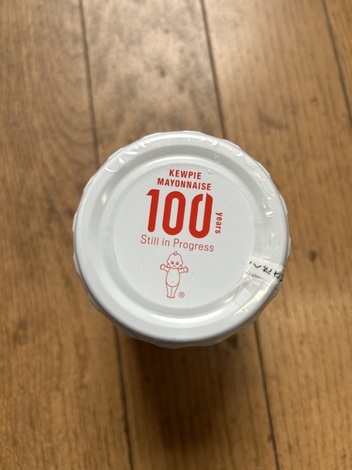 KEWPIE
MAYONNAISE
100 years
Still in Progress
®